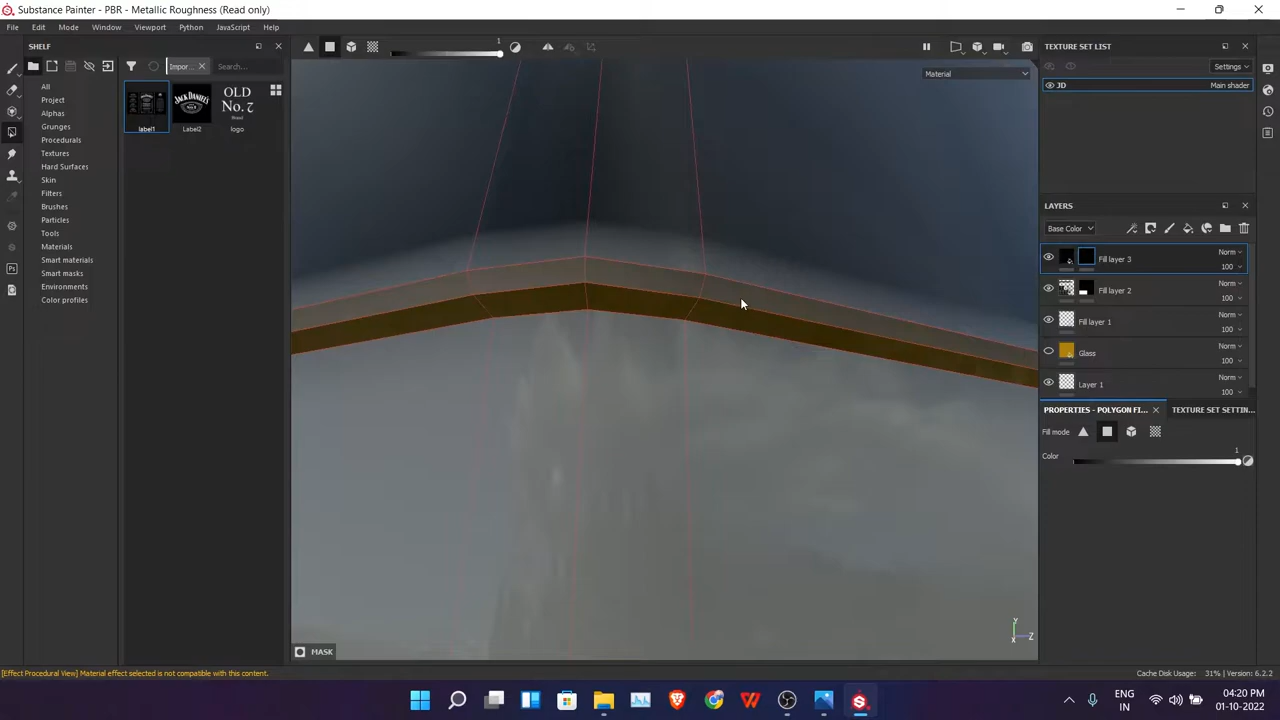 Substance Painter - PBR - Metallic Roughness (Read only)
File Edit Mode Window Viewport Python JavaScript Help
SHELF
Impor... Search...
All
Project
Alphas
Grunges
Procedurals
Textures
Hard Surfaces
Skin
Filters
Brushes
Particles
Tools
Materials
Smart materials
Smart masks
Environments
Color profiles
JACK DANIEL'S
OLD
No. 7
Brand
label1 Label2 logo
1
Material
MASK
Y
Z
X
TEXTURE SET LIST
Settings
JD Main shader
LAYERS
Base Color
Fill layer 3 Norm 100
Fill layer 2 Norm 100
Fill layer 1 Norm 100
Glass Norm 100
Layer 1 Norm 100
PROPERTIES - POLYGON FI... TEXTURE SET SETTIN...
Fill mode
Color 1
[Effect Procedural View] Material effect selected is not compatible with this content.
Cache Disk Usage: 31% | Version: 6.2.2
ENG
IN
04:20 PM
01-10-2022